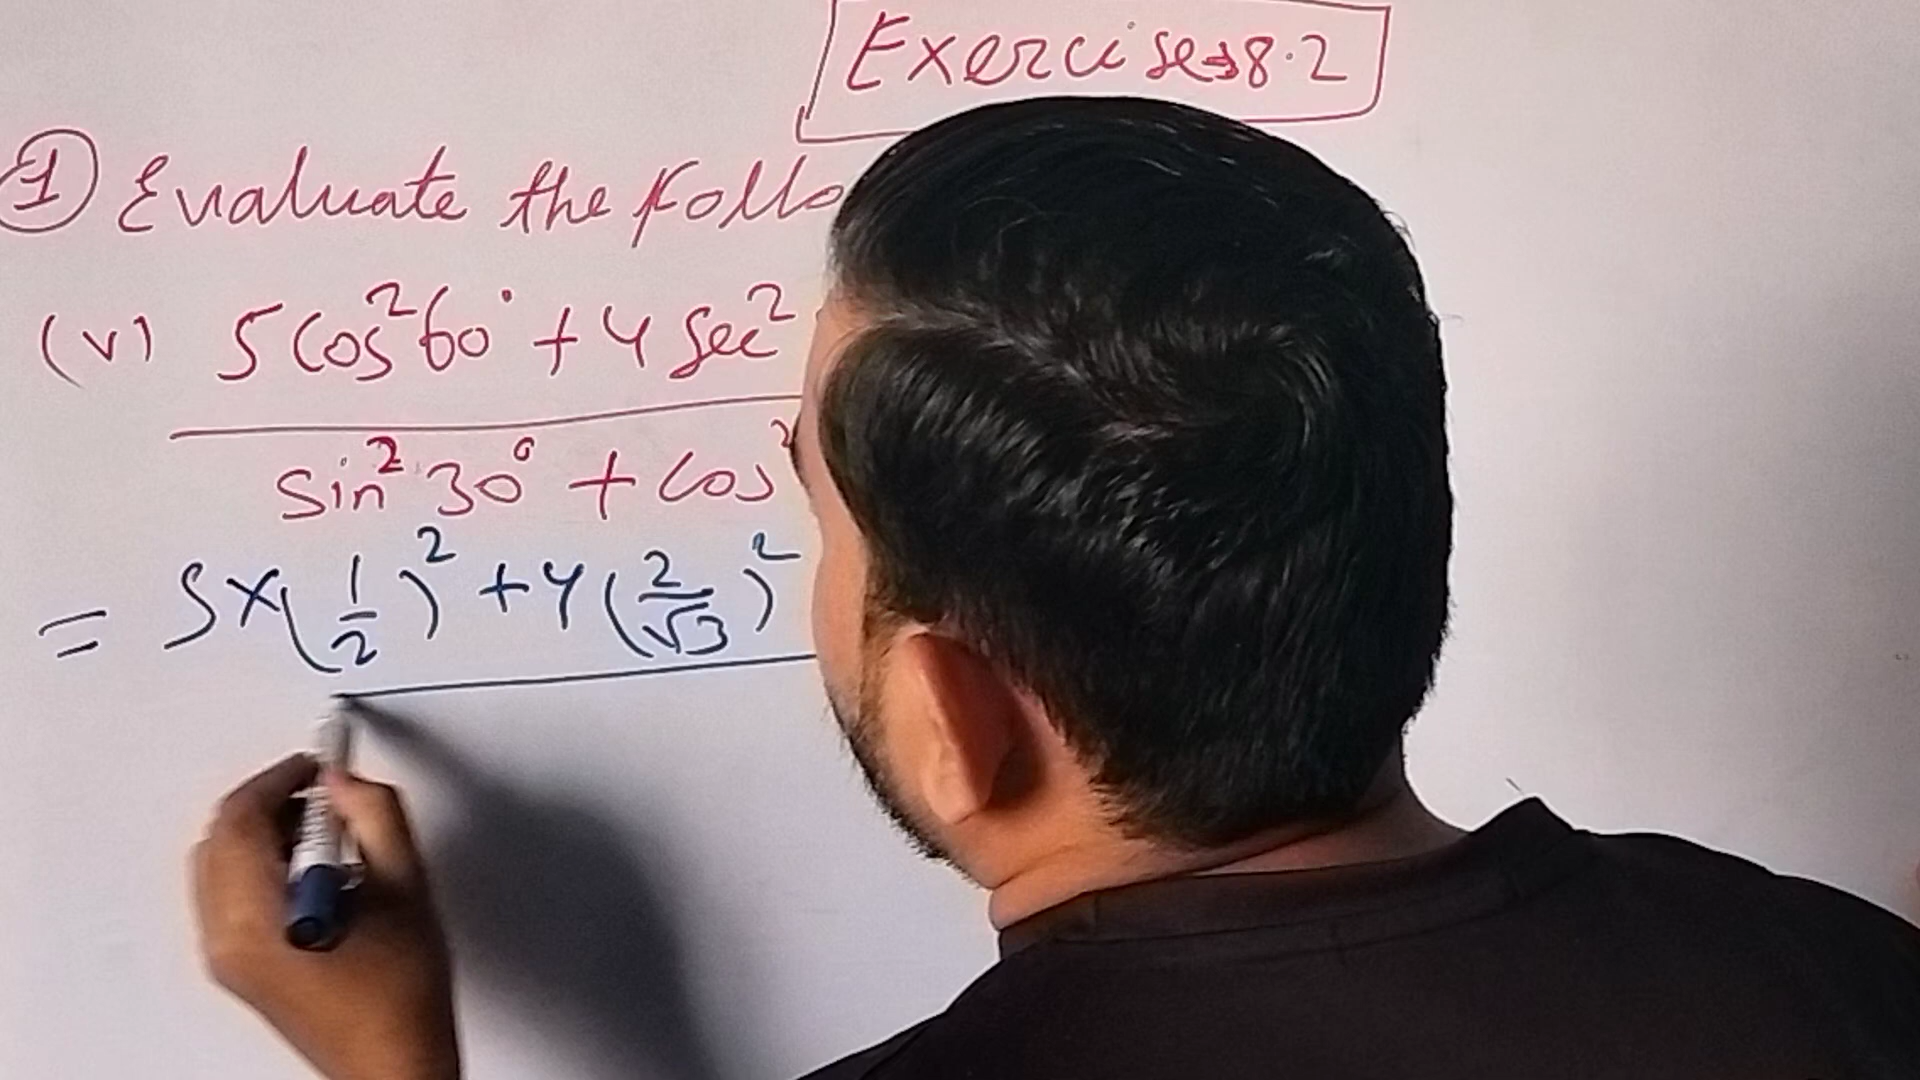 Exercise→8.2
① Evaluate the
(v) 5 cos²60° + 4 sec²
sin²30° + cos²
= 5×(1/2)² + 4(2/√3)²